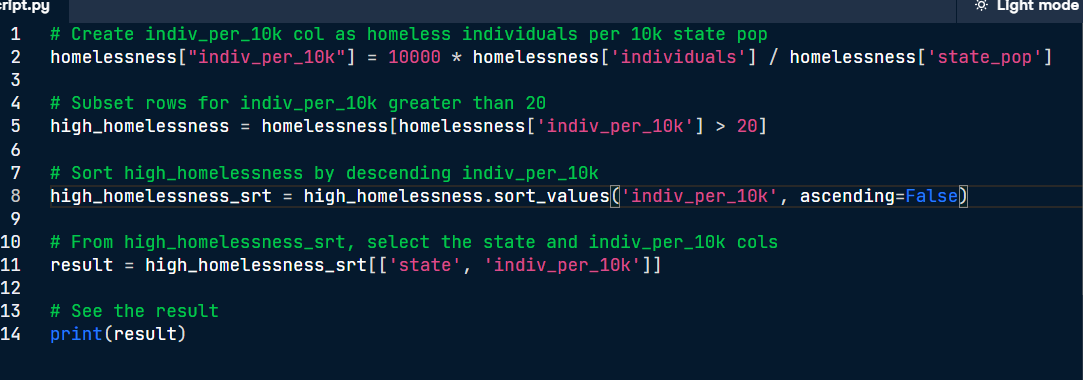 cript.py
Light mode
1 # Create indiv_per_10k col as homeless individuals per 10k state pop
2 homelessness["indiv_per_10k"] = 10000 * homelessness['individuals'] / homelessness['state_pop']
3
4 # Subset rows for indiv_per_10k greater than 20
5 high_homelessness = homelessness[homelessness['indiv_per_10k'] > 20]
6
7 # Sort high_homelessness by descending indiv_per_10k
8 high_homelessness_srt = high_homelessness.sort_values('indiv_per_10k', ascending=False)
9
10 # From high_homelessness_srt, select the state and indiv_per_10k cols
11 result = high_homelessness_srt[['state', 'indiv_per_10k']]
12
13 # See the result
14 print(result)